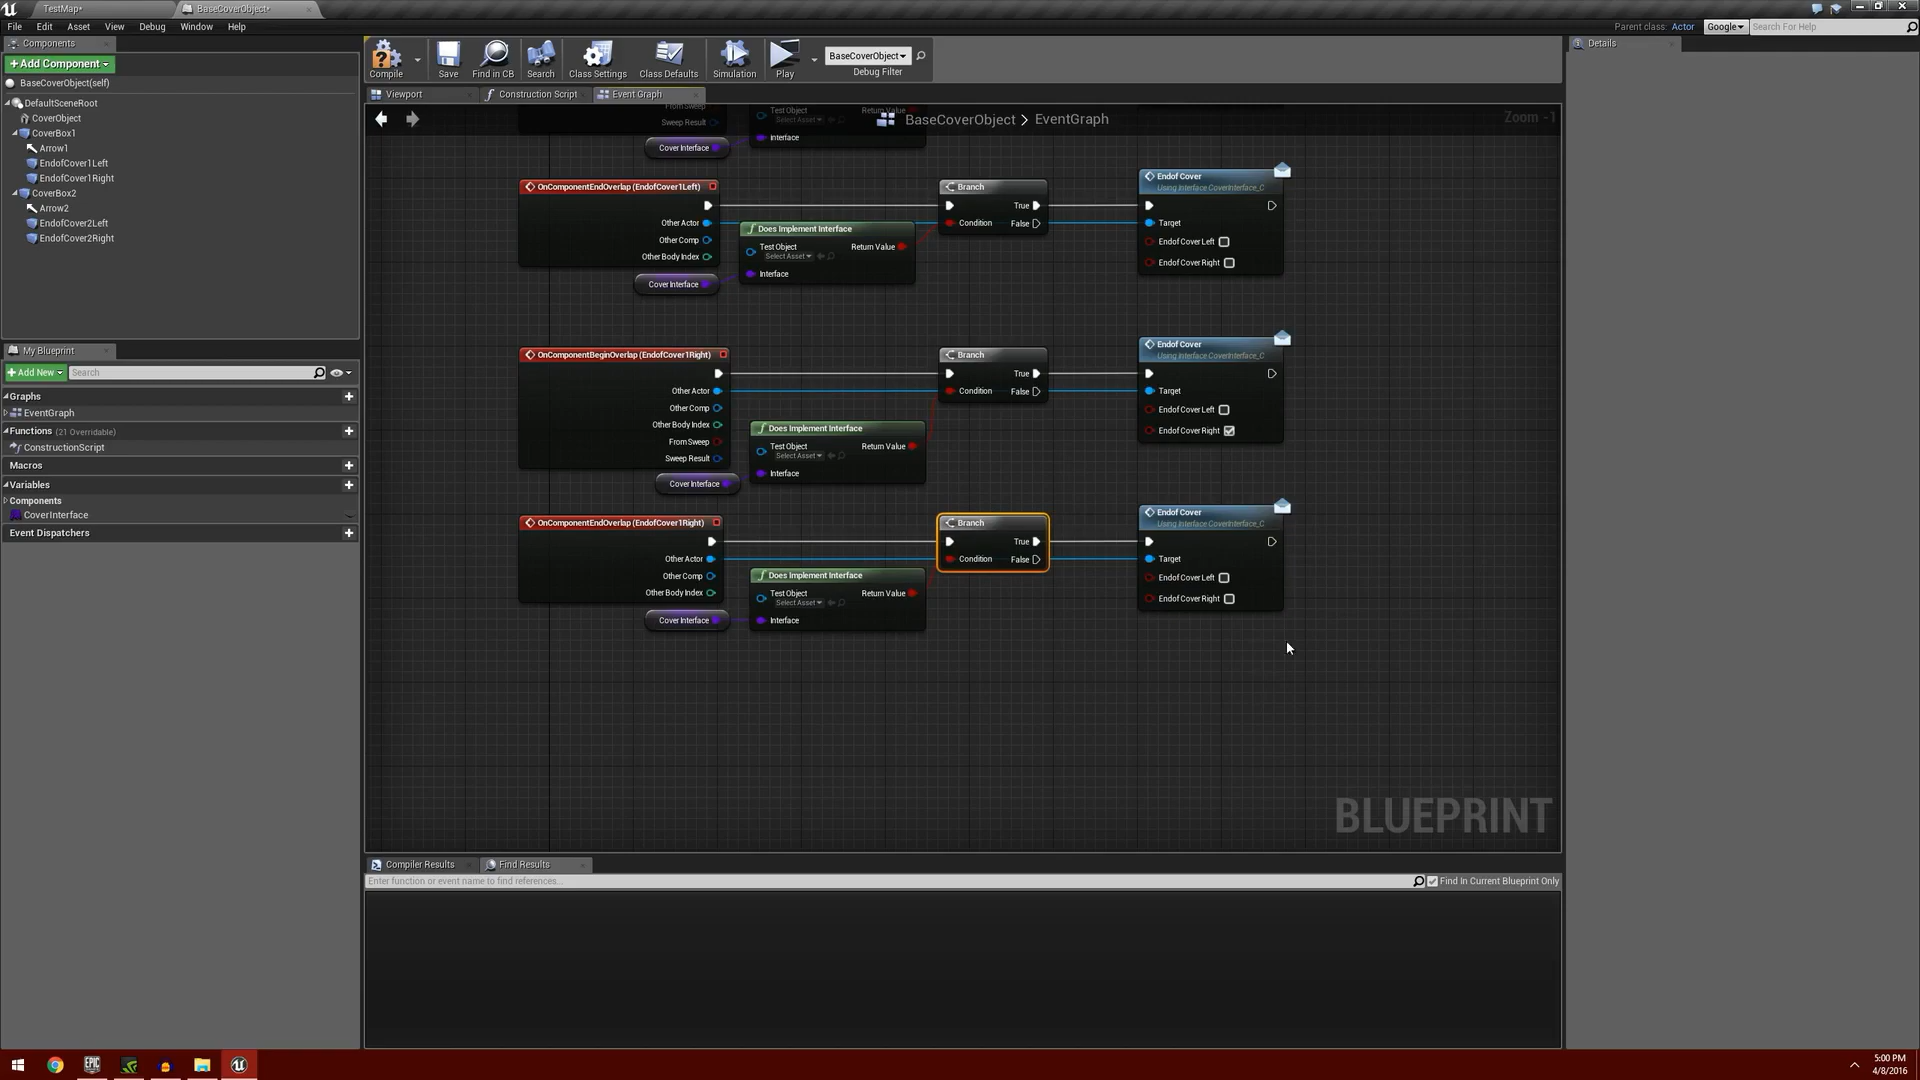 TestMap*
BaseCoverObject*
File Edit Asset View Debug Window Help
Parent class: Actor
Google
Search For Help
Components
+Add Component
BaseCoverObject(self)
DefaultSceneRoot
CoverObject
CoverBox1
Arrow1
EndofCover1Left
EndofCover1Right
CoverBox2
Arrow2
EndofCover2Left
EndofCover2Right
My Blueprint
+Add New
Search
Graphs
EventGraph
Functions (21 Overridable)
ConstructionScript
Macros
Variables
Components
CoverInterface
Event Dispatchers
Compile
Save
Find in CB
Search
Class Settings
Class Defaults
Simulation
Play
BaseCoverObject
Debug Filter
Viewport
Construction Script
Event Graph
BaseCoverObject > EventGraph
Zoom -1
From Sweep
Sweep Result
Test Object
Select Asset
Return Value
Interface
Cover Interface
OnComponentEndOverlap (EndofCover1Left)
Other Actor
Other Comp
Other Body Index
Does Implement Interface
Test Object
Select Asset
Return Value
Interface
Cover Interface
Branch
True
Condition
False
Endof Cover
Using Interface CoverInterface_C
Target
Endof Cover Left
Endof Cover Right
OnComponentBeginOverlap (EndofCover1Right)
Other Actor
Other Comp
Other Body Index
From Sweep
Sweep Result
Does Implement Interface
Test Object
Select Asset
Return Value
Interface
Cover Interface
Branch
True
Condition
False
Endof Cover
Using Interface CoverInterface_C
Target
Endof Cover Left
Endof Cover Right
OnComponentEndOverlap (EndofCover1Right)
Other Actor
Other Comp
Other Body Index
Does Implement Interface
Test Object
Select Asset
Return Value
Interface
Cover Interface
Branch
True
Condition
False
Endof Cover
Using Interface CoverInterface_C
Target
Endof Cover Left
Endof Cover Right
BLUEPRINT
Compiler Results
Find Results
Enter function or event name to find references...
Find In Current Blueprint Only
Details
EPIC
5:00 PM
4/8/2016